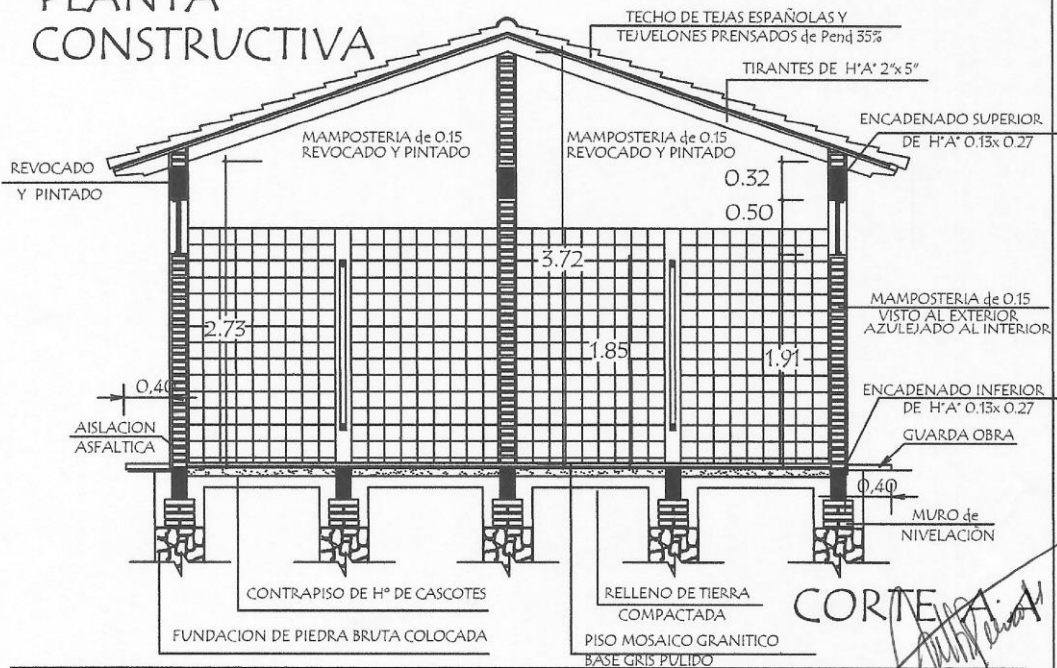 PLANTA
CONSTRUCTIVA
TECHO DE TEJAS ESPAÑOLAS Y
TEJUELONES PRENSADOS de Pend 35%
TIRANTES DE H°A° 2"x 5"
ENCADENADO SUPERIOR
DE H°A° 0.13x 0.27
MAMPOSTERIA de 0.15
REVOCADO Y PINTADO
MAMPOSTERIA de 0.15
REVOCADO Y PINTADO
REVOCADO
Y PINTADO
0.32
0.50
3.72
2.73
1.85
1.91
MAMPOSTERIA de 0.15
VISTO AL EXTERIOR
AZULEJADO AL INTERIOR
0,40
ENCADENADO INFERIOR
DE H°A° 0.13x 0.27
AISLACION
ASFALTICA
GUARDA OBRA
0,40
MURO de
NIVELACIÓN
CONTRAPISO DE Hº DE CASCOTES
RELLENO DE TIERRA
COMPACTADA
CORTE A A
FUNDACION DE PIEDRA BRUTA COLOCADA
PISO MOSAICO GRANITICO
BASE GRIS PULIDO